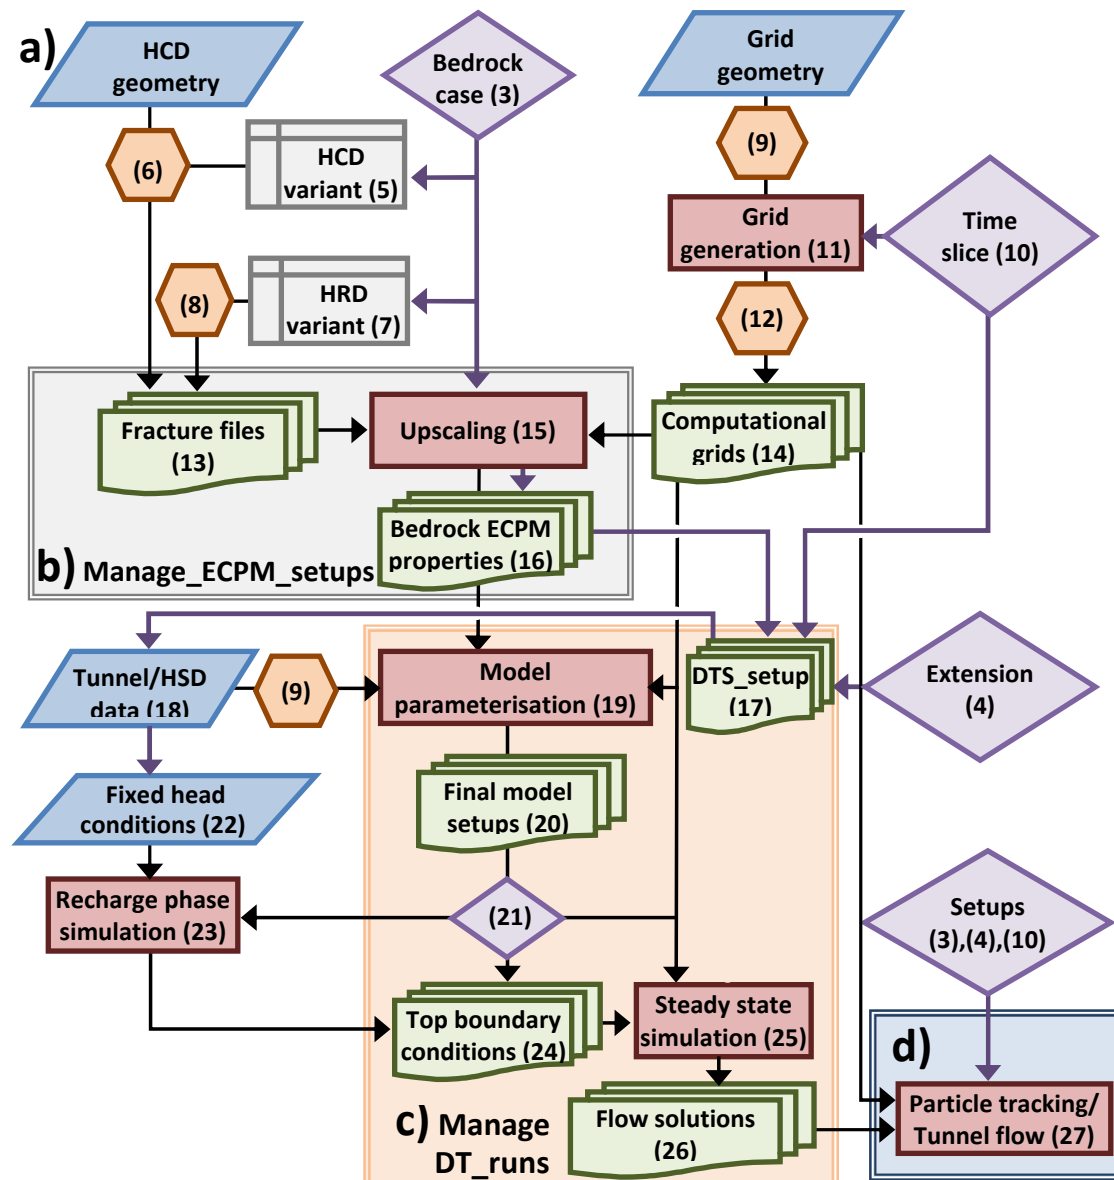 a)
HCD
geometry
Bedrock
case (3)
Grid
geometry
(6)
HCD
variant (5)
(9)
Grid
generation (11)
Time
slice (10)
(8)
HRD
variant (7)
(12)
Fracture files
(13)
Upscaling (15)
Computational
grids (14)
Bedrock ECPM
properties (16)
b) Manage_ECPM_setups
Tunnel/HSD
data (18)
(9)
Model
parameterisation (19)
DTS_setup
(17)
Extension
(4)
Fixed head
conditions (22)
Final model
setups (20)
Recharge phase
simulation (23)
(21)
Setups
(3),(4),(10)
Top boundary
conditions (24)
Steady state
simulation (25)
d)
Particle tracking/
Tunnel flow (27)
Flow solutions
(26)
c) Manage
DT_runs